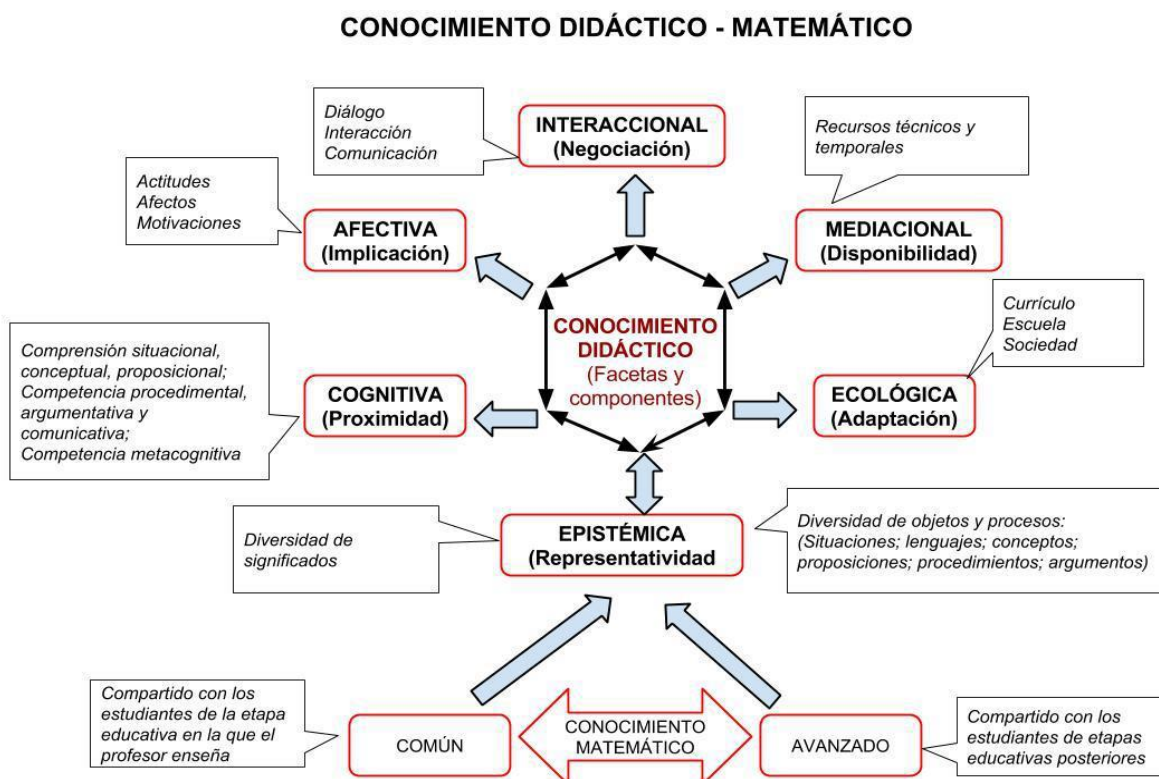 CONOCIMIENTO DIDÁCTICO - MATEMÁTICO
Diálogo
Interacción
Comunicación
INTERACCIONAL
(Negociación)
Recursos técnicos y
temporales
Actitudes
Afectos
Motivaciones
AFECTIVA
(Implicación)
MEDIACIONAL
(Disponibilidad)
CONOCIMIENTO
DIDÁCTICO
(Facetas y
componentes)
Currículo
Escuela
Sociedad
Comprensión situacional,
conceptual, proposicional;
Competencia procedimental,
argumentativa y
comunicativa;
Competencia metacognitiva
COGNITIVA
(Proximidad)
ECOLÓGICA
(Adaptación)
Diversidad de
significados
EPISTÉMICA
(Representatividad
Diversidad de objetos y procesos:
(Situaciones; lenguajes; conceptos;
proposiciones; procedimientos; argumentos)
Compartido con los
estudiantes de la etapa
educativa en la que el
profesor enseña
COMÚN
CONOCIMIENTO
MATEMÁTICO
AVANZADO
Compartido con los
estudiantes de etapas
educativas posteriores